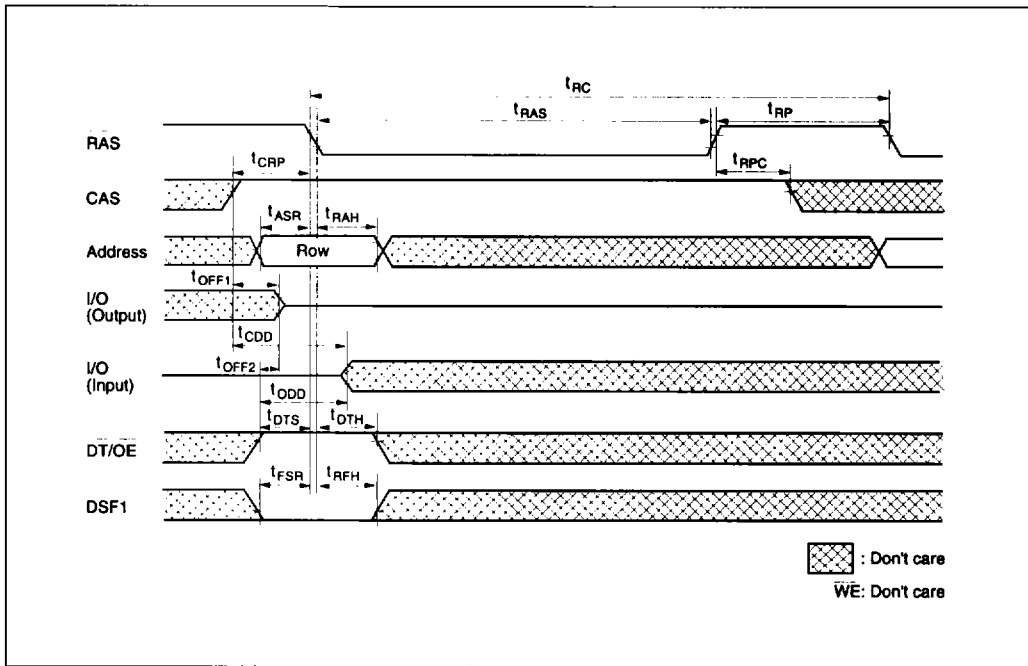 tRC
tRAS
tRP
RAS
tCRP
tRPC
CAS
tASR
tRAH
Address
Row
tOFF1
I/O
(Output)
tCDD
I/O
(Input)
tOFF2
tODD
tDTS
tDTH
DT/OE
tFSR
tRFH
DSF1
: Don't care
WE: Don't care